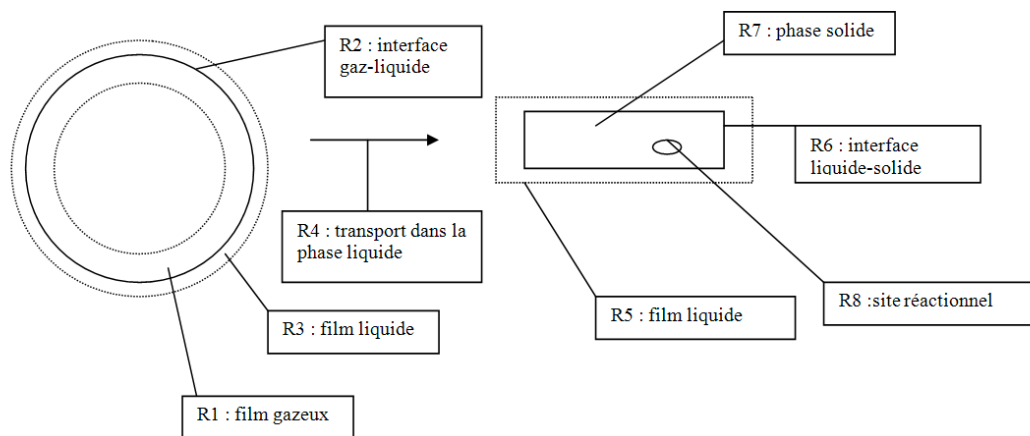 R2 : interface
gaz-liquide
R7 : phase solide
R6 : interface
liquide-solide
R4 : transport dans la
phase liquide
R3 : film liquide
R5 : film liquide
R8 :site réactionnel
R1 : film gazeux